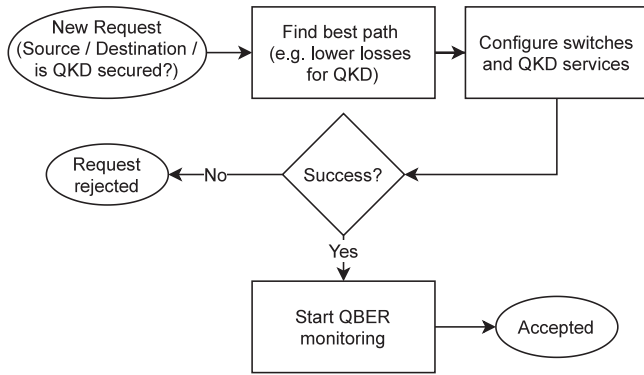 New Request
(Source / Destination /
is QKD secured?)
Find best path
(e.g. lower losses
for QKD)
Configure switches
and QKD services
Request
rejected
No
Success?
Yes
Start QBER
monitoring
Accepted